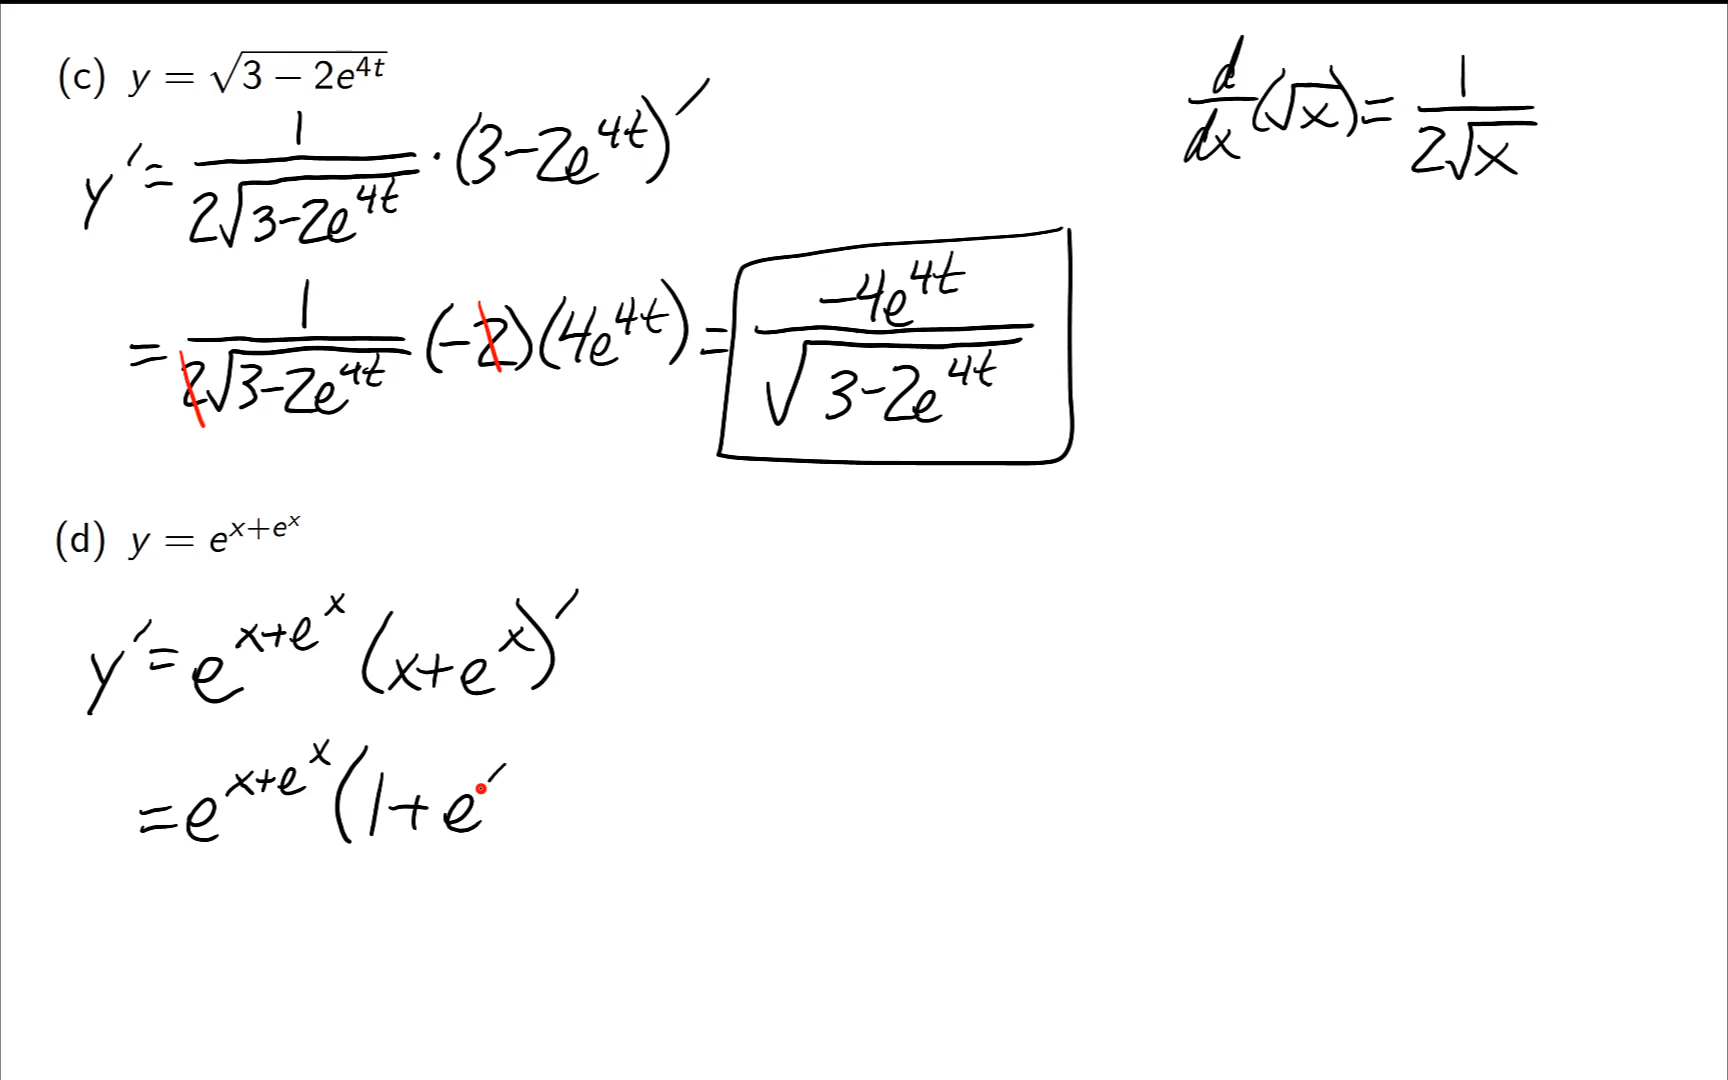 (c) y = √(3 − 2e^{4t})
d/dx (√x) = 1/(2√x)
y′ = 1/(2√(3−2e^{4t})) · (3−2e^{4t})′
= 1/(2√(3−2e^{4t})) (−2)(4e^{4t}) = −4e^{4t}/√(3−2e^{4t})
(d) y = e^{x+e^x}
y′ = e^{x+e^x} (x+e^x)′
= e^{x+e^x} (1+e